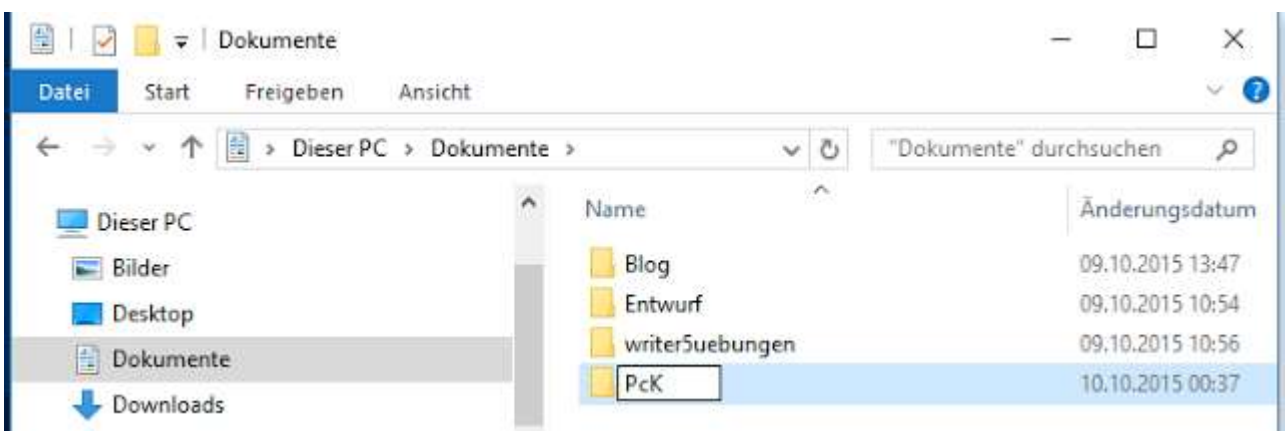 Dokumente
Datei Start Freigeben Ansicht
Dieser PC > Dokumente > "Dokumente" durchsuchen
Dieser PC
Bilder
Desktop
Dokumente
Downloads
Name Änderungsdatum
Blog 09.10.2015 13:47
Entwurf 09.10.2015 10:54
writer5uebungen 09.10.2015 10:56
PcK 10.10.2015 00:37